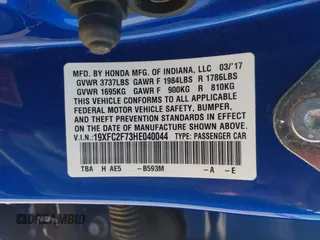 MFD. BY HONDA MFG. OF INDIANA, LLC 03/'17
GVWR 3737LBS GAWR F 1984LBS R 1786LBS
GVWR 1695KG GAWR F 900KG R 810KG
THIS VEHICLE CONFORMS TO ALL APPLICABLE
FEDERAL MOTOR VEHICLE SAFETY, BUMPER,
AND THEFT PREVENTION STANDARDS IN EFFECT
ON THE DATE OF MANUFACTURE SHOWN ABOVE.
V.I.N.:19XFC2F73HE040044 TYPE: PASSENGER CAR
TBA H AE5 -B593M -A -E
© DREAMBID